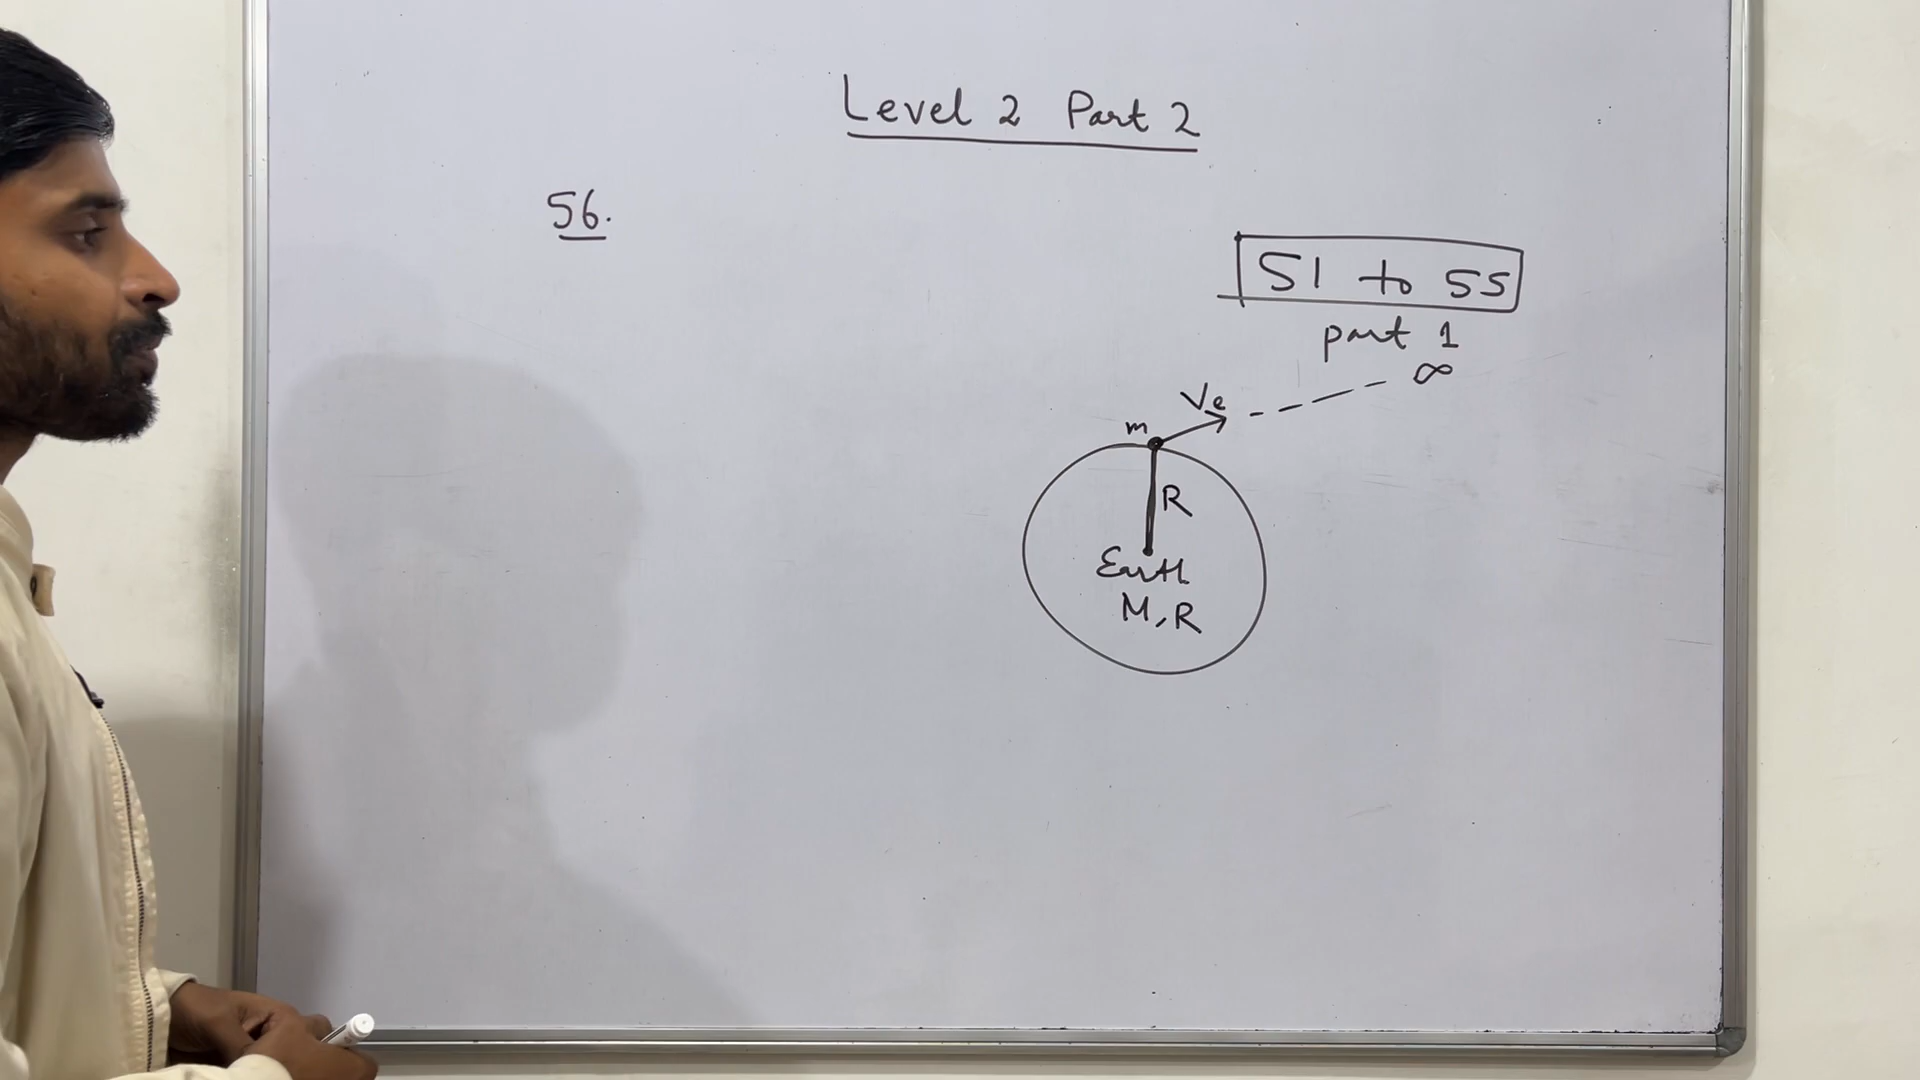 Level 2 Part 2
56.
51 to 55
part 1
∞
Ve
m
R
Earth
M, R